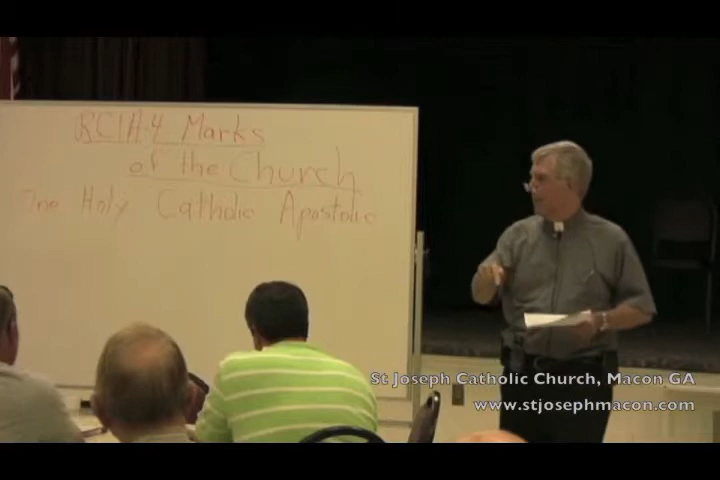 RCIA-4 Marks
of the Church
One Holy Catholic Apostolic
St Joseph Catholic Church, Macon GA
www.stjosephmacon.com